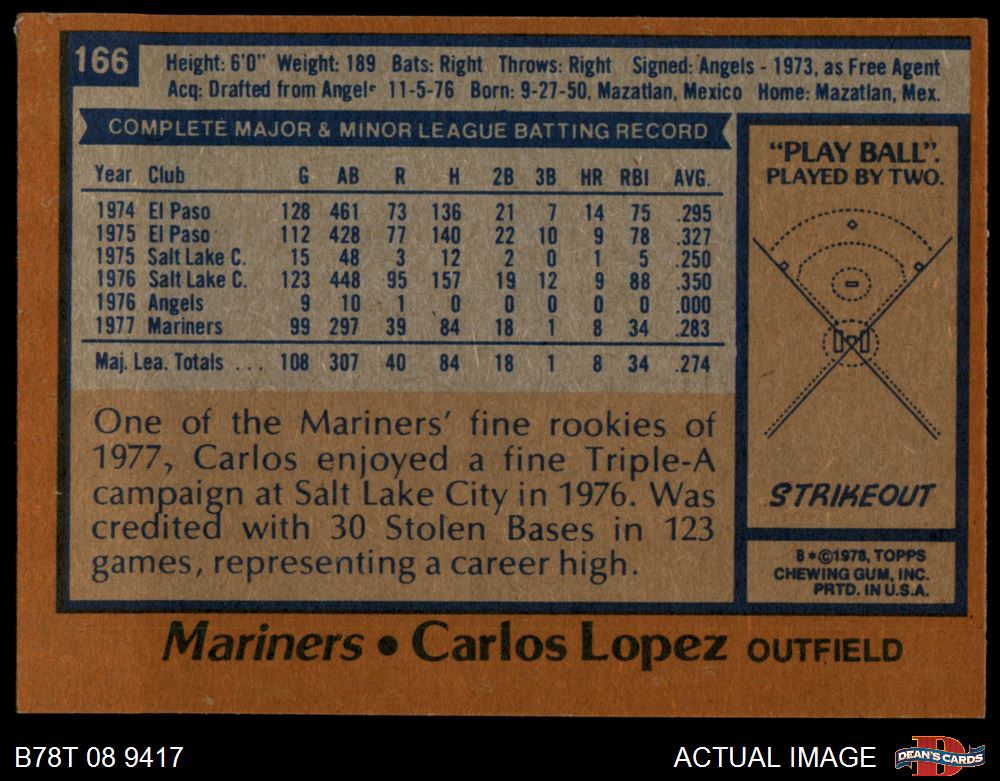 166
Height: 6'0" Weight: 189 Bats: Right Throws: Right Signed: Angels - 1973, as Free Agent
Acq: Drafted from Angels 11-5-76 Born: 9-27-50, Mazatlan, Mexico Home: Mazatlan, Mex.
COMPLETE MAJOR & MINOR LEAGUE BATTING RECORD
Year Club G AB R H 2B 3B HR RBI AVG.
1974 El Paso 128 461 73 136 21 7 14 75 .295
1975 El Paso 112 428 77 140 22 10 9 78 .327
1975 Salt Lake C. 15 48 3 12 2 0 1 5 .250
1976 Salt Lake C. 123 448 95 157 19 12 9 88 .350
1976 Angels 9 10 1 0 0 0 0 0 .000
1977 Mariners 99 297 39 84 18 1 8 34 .283
Maj. Lea. Totals ... 108 307 40 84 18 1 8 34 .274
One of the Mariners' fine rookies of
1977, Carlos enjoyed a fine Triple-A
campaign at Salt Lake City in 1976. Was
credited with 30 Stolen Bases in 123
games, representing a career high.
"PLAY BALL".
PLAYED BY TWO.
STRIKEOUT
B*©1978, TOPPS
CHEWING GUM, INC.
PRTD. IN U.S.A.
Mariners • Carlos Lopez OUTFIELD
B78T 08 9417
ACTUAL IMAGE
D
DEAN'S CARDS